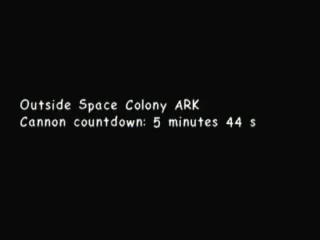 Outside Space Colony ARK
Cannon countdown: 5 minutes 44 s